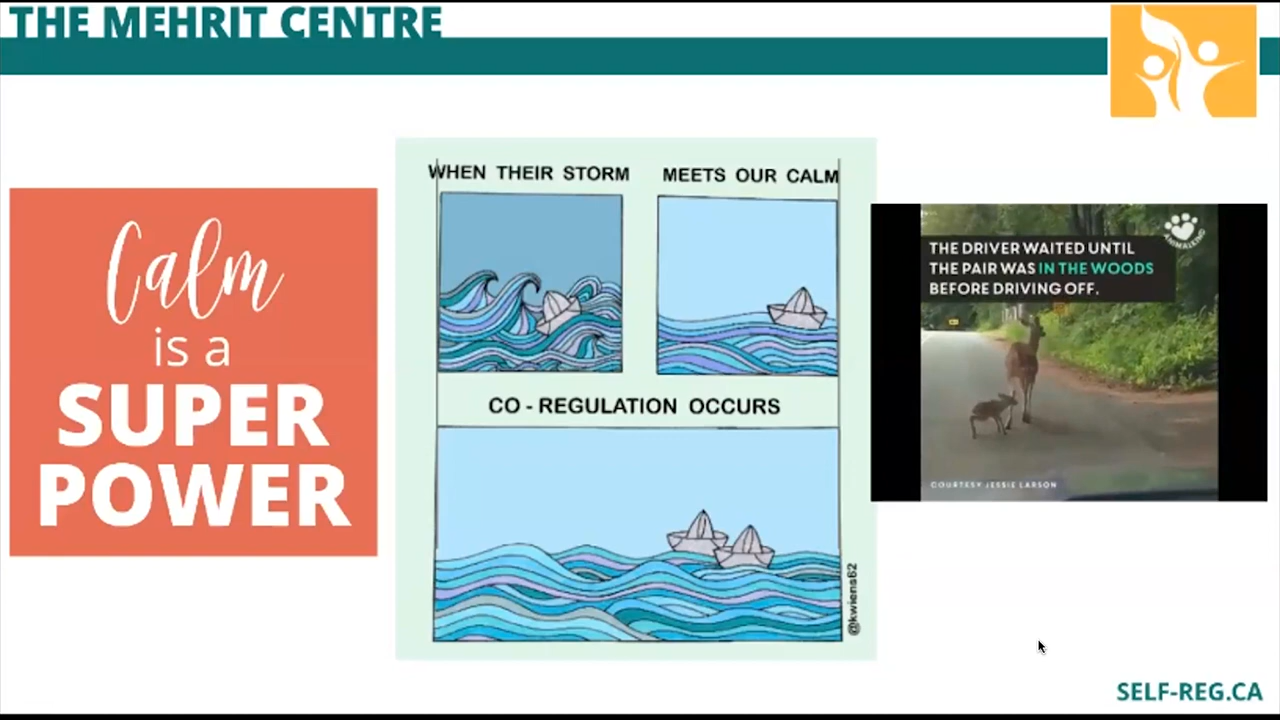 THE MEHRIT CENTRE
Calm
is a
SUPER
POWER
WHEN THEIR STORM
MEETS OUR CALM
CO - REGULATION OCCURS
@kwiens62
THE DRIVER WAITED UNTIL
THE PAIR WAS IN THE WOODS
BEFORE DRIVING OFF.
ANIMALKIND
COURTESY JESSIE LARSON
SELF-REG.CA